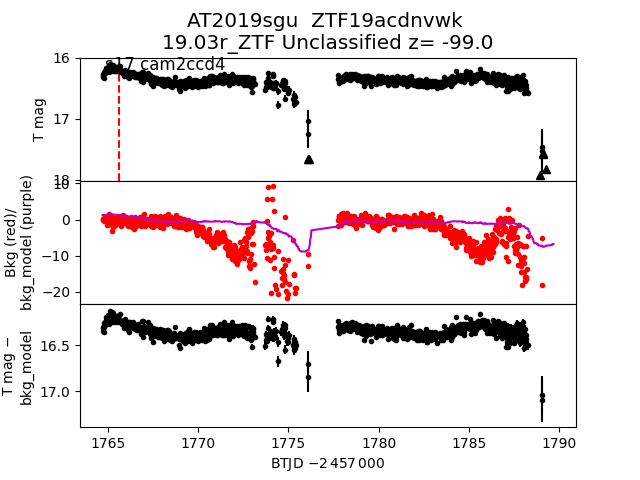 AT2019sgu  ZTF19acdnvwk
19.03r_ZTF Unclassified z= -99.0
s17 cam2ccd4
16
17
18
T mag
10
0
−10
−20
Bkg (red)/
bkg_model (purple)
16.5
17.0
T mag −
bkg_model
1765
1770
1775
1780
1785
1790
BTJD −2 457 000